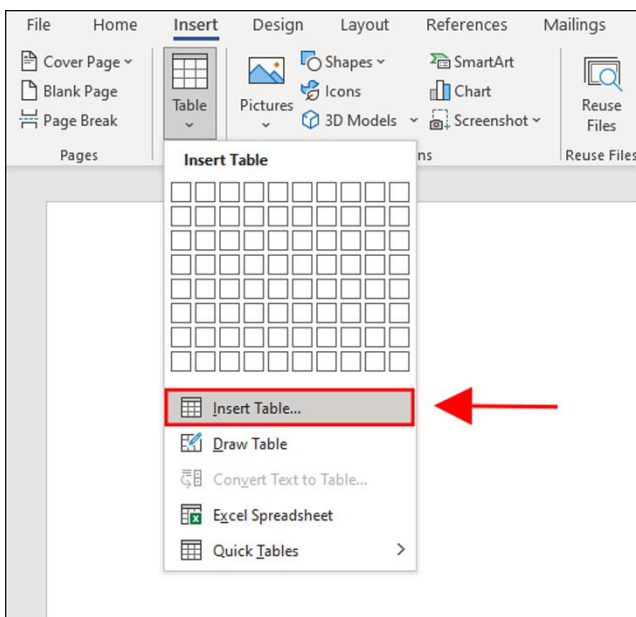 File Home Insert Design Layout References Mailings
Cover Page
Blank Page
Page Break
Pages
Table
Pictures
Shapes
Icons
3D Models
SmartArt
Chart
Screenshot
ns
Reuse
Files
Reuse Files
Insert Table
Insert Table...
Draw Table
Convert Text to Table...
Excel Spreadsheet
Quick Tables